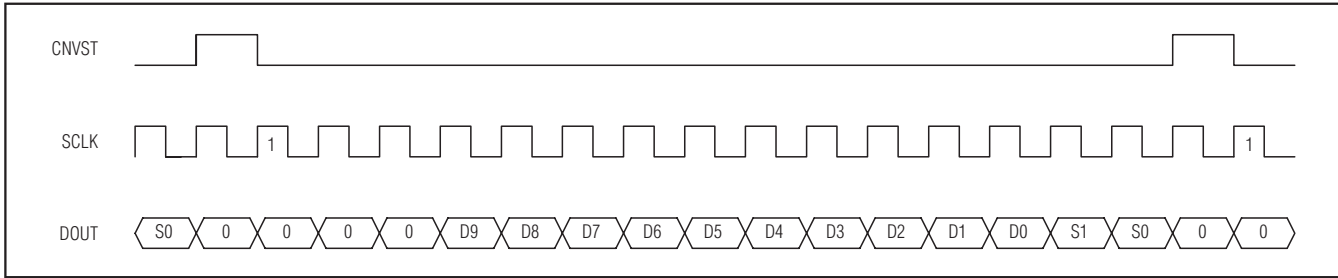 CNVST
SCLK 1 1
DOUT S0 0 0 0 0 D9 D8 D7 D6 D5 D4 D3 D2 D1 D0 S1 S0 0 0